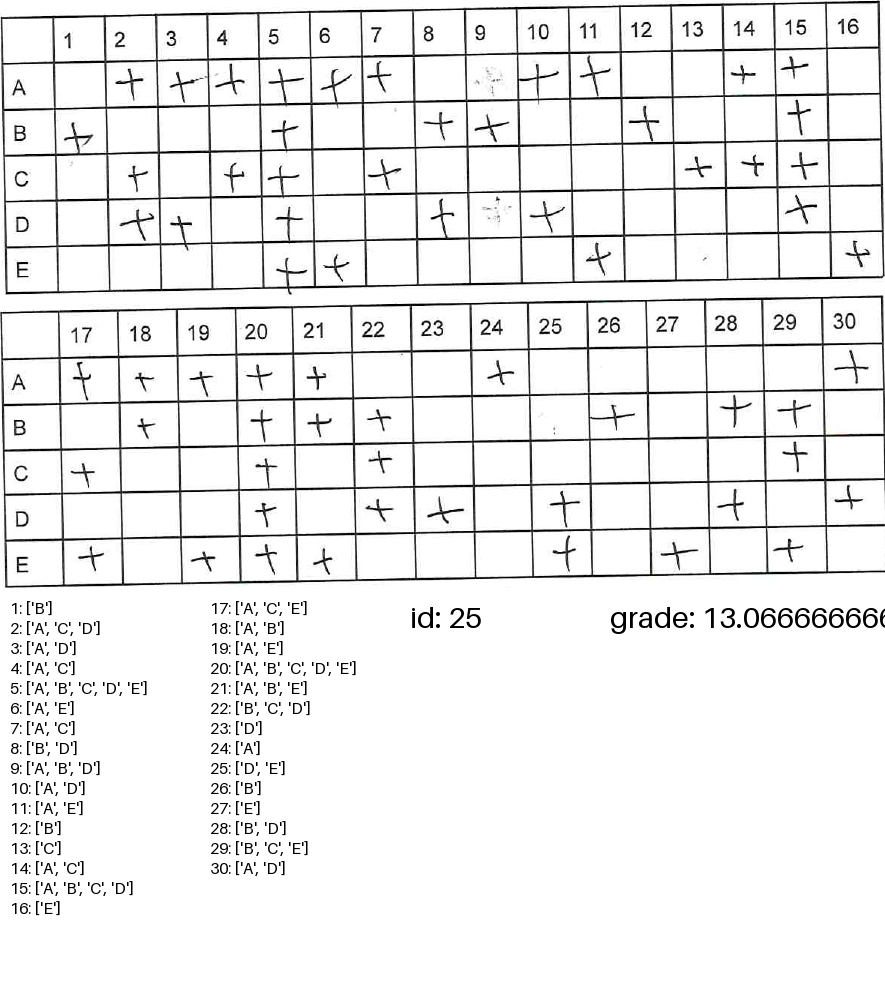 1 2 3 4 5 6 7 8 9 10 11 12 13 14 15 16
A + + + + + + + + + +
B + + + + + +
C + + + + + + +
D + + + + + +
E + + + +
17 18 19 20 21 22 23 24 25 26 27 28 29 30
A + + + + + + +
B + + + + + + +
C + + + +
D + + + + + +
E + + + + + + +
1: ['B']
2: ['A', 'C', 'D']
3: ['A', 'D']
4: ['A', 'C']
5: ['A', 'B', 'C', 'D', 'E']
6: ['A', 'E']
7: ['A', 'C']
8: ['B', 'D']
9: ['A', 'B', 'D']
10: ['A', 'D']
11: ['A', 'E']
12: ['B']
13: ['C']
14: ['A', 'C']
15: ['A', 'B', 'C', 'D']
16: ['E']
17: ['A', 'C', 'E']
18: ['A', 'B']
19: ['A', 'E']
20: ['A', 'B', 'C', 'D', 'E']
21: ['A', 'B', 'E']
22: ['B', 'C', 'D']
23: ['D']
24: ['A']
25: ['D', 'E']
26: ['B']
27: ['E']
28: ['B', 'D']
29: ['B', 'C', 'E']
30: ['A', 'D']
id: 25
grade: 13.066666666